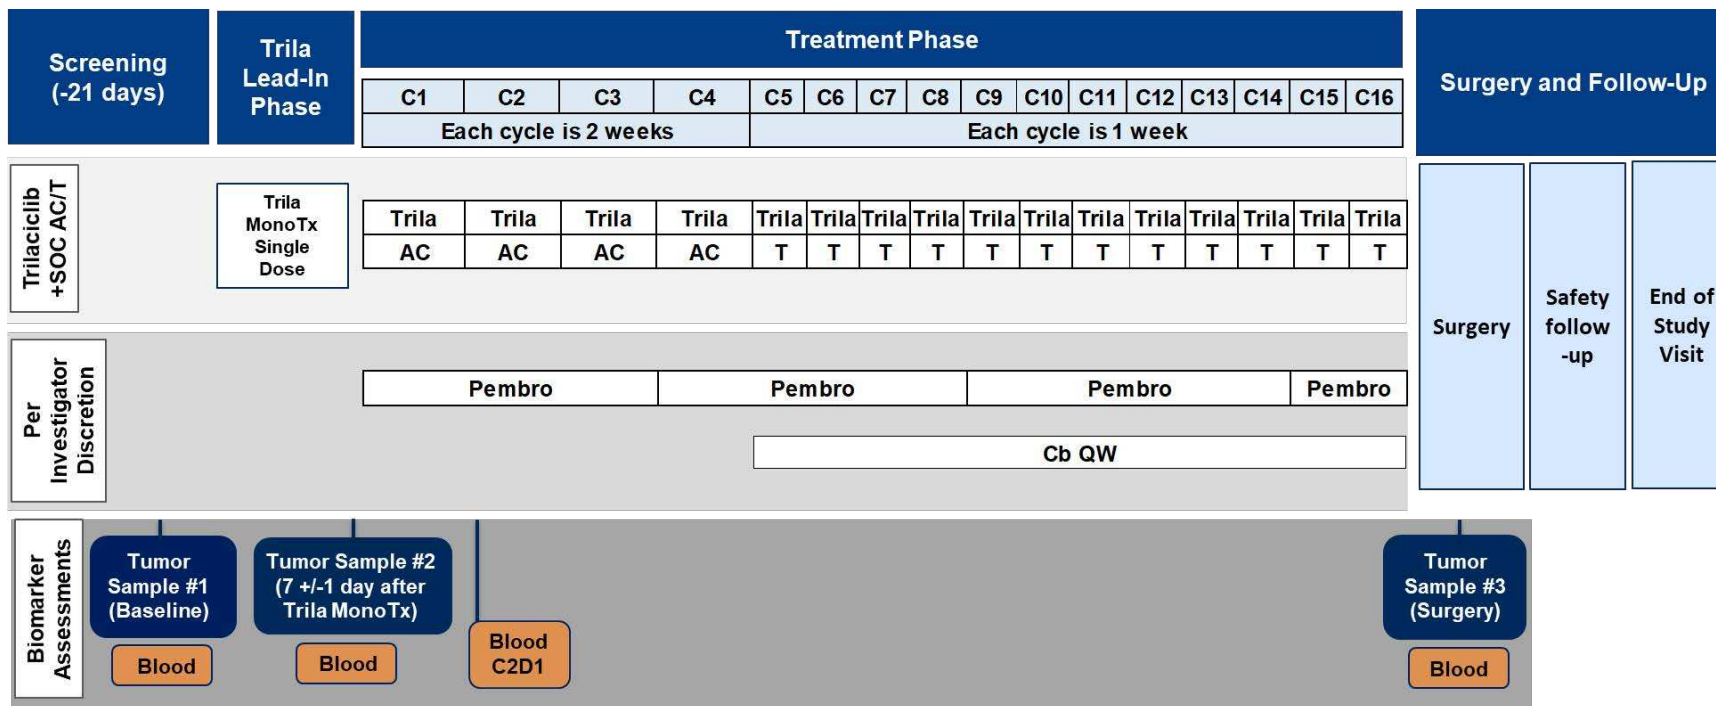 Screening
(-21 days)
Trila
Lead-In
Phase
Treatment Phase
C1 C2 C3 C4 C5 C6 C7 C8 C9 C10 C11 C12 C13 C14 C15 C16
Each cycle is 2 weeks Each cycle is 1 week
Surgery and Follow-Up
Trilaciclib
+SOC AC/T
Trila
MonoTx
Single
Dose
Trila Trila Trila Trila Trila Trila Trila Trila Trila Trila Trila Trila Trila Trila Trila Trila
AC AC AC AC T T T T T T T T T T T T
Surgery
Safety
follow
-up
End of
Study
Visit
Per
Investigator
Discretion
Pembro Pembro Pembro Pembro
Cb QW
Biomarker
Assessments
Tumor
Sample #1
(Baseline)
Blood
Tumor Sample #2
(7 +/-1 day after
Trila MonoTx)
Blood
Blood
C2D1
Tumor
Sample #3
(Surgery)
Blood